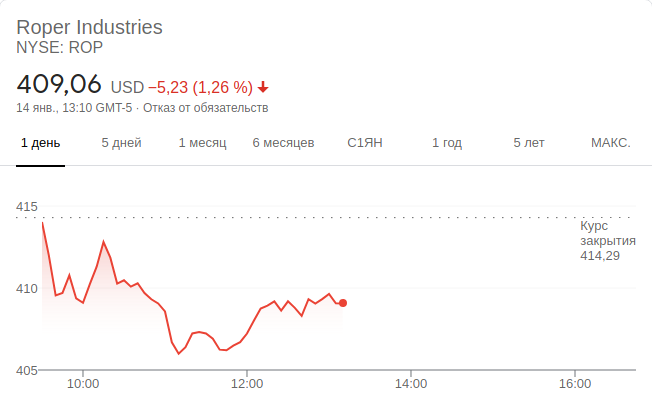 Roper Industries
NYSE: ROP
409,06 USD −5,23 (1,26 %)
14 янв., 13:10 GMT-5 · Отказ от обязательств
1 день 5 дней 1 месяц 6 месяцев С1ЯН 1 год 5 лет МАКС.
415
Курс
закрытия
414,29
410
405
10:00 12:00 14:00 16:00